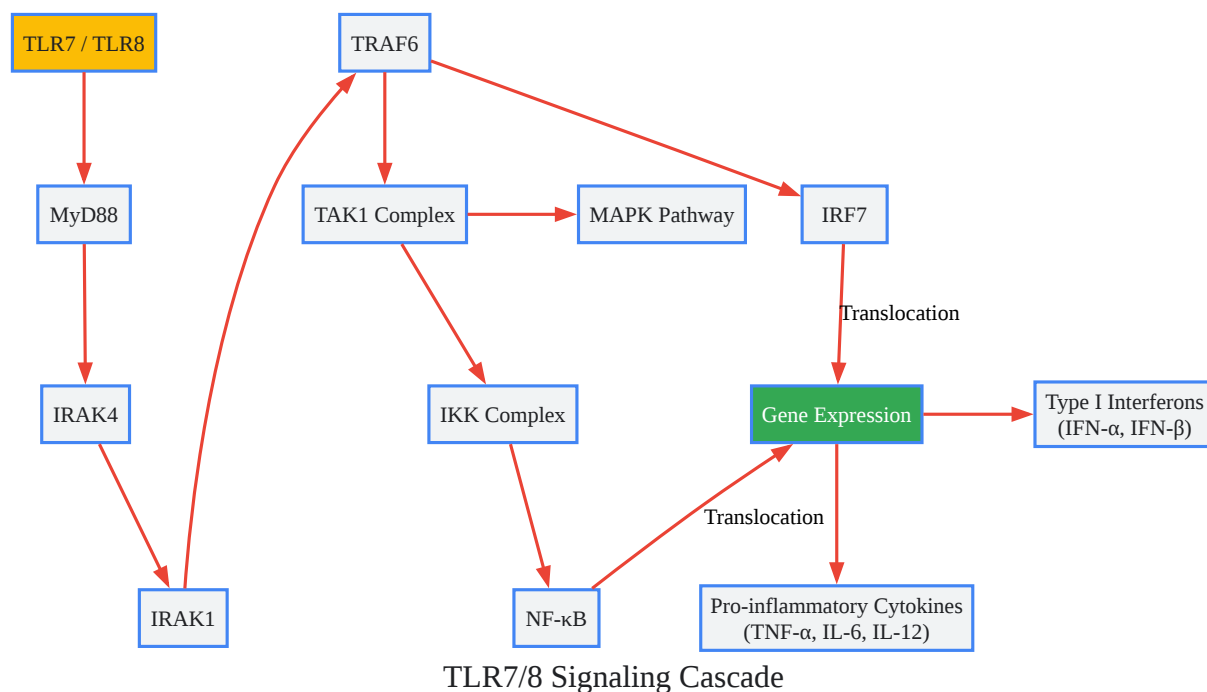 TLR7 / TLR8
TRAF6
MyD88
TAK1 Complex
MAPK Pathway
IRF7
Translocation
IRAK4
IKK Complex
Gene Expression
Type I Interferons
(IFN-α, IFN-β)
Translocation
IRAK1
NF-κB
Pro-inflammatory Cytokines
(TNF-α, IL-6, IL-12)
TLR7/8 Signaling Cascade